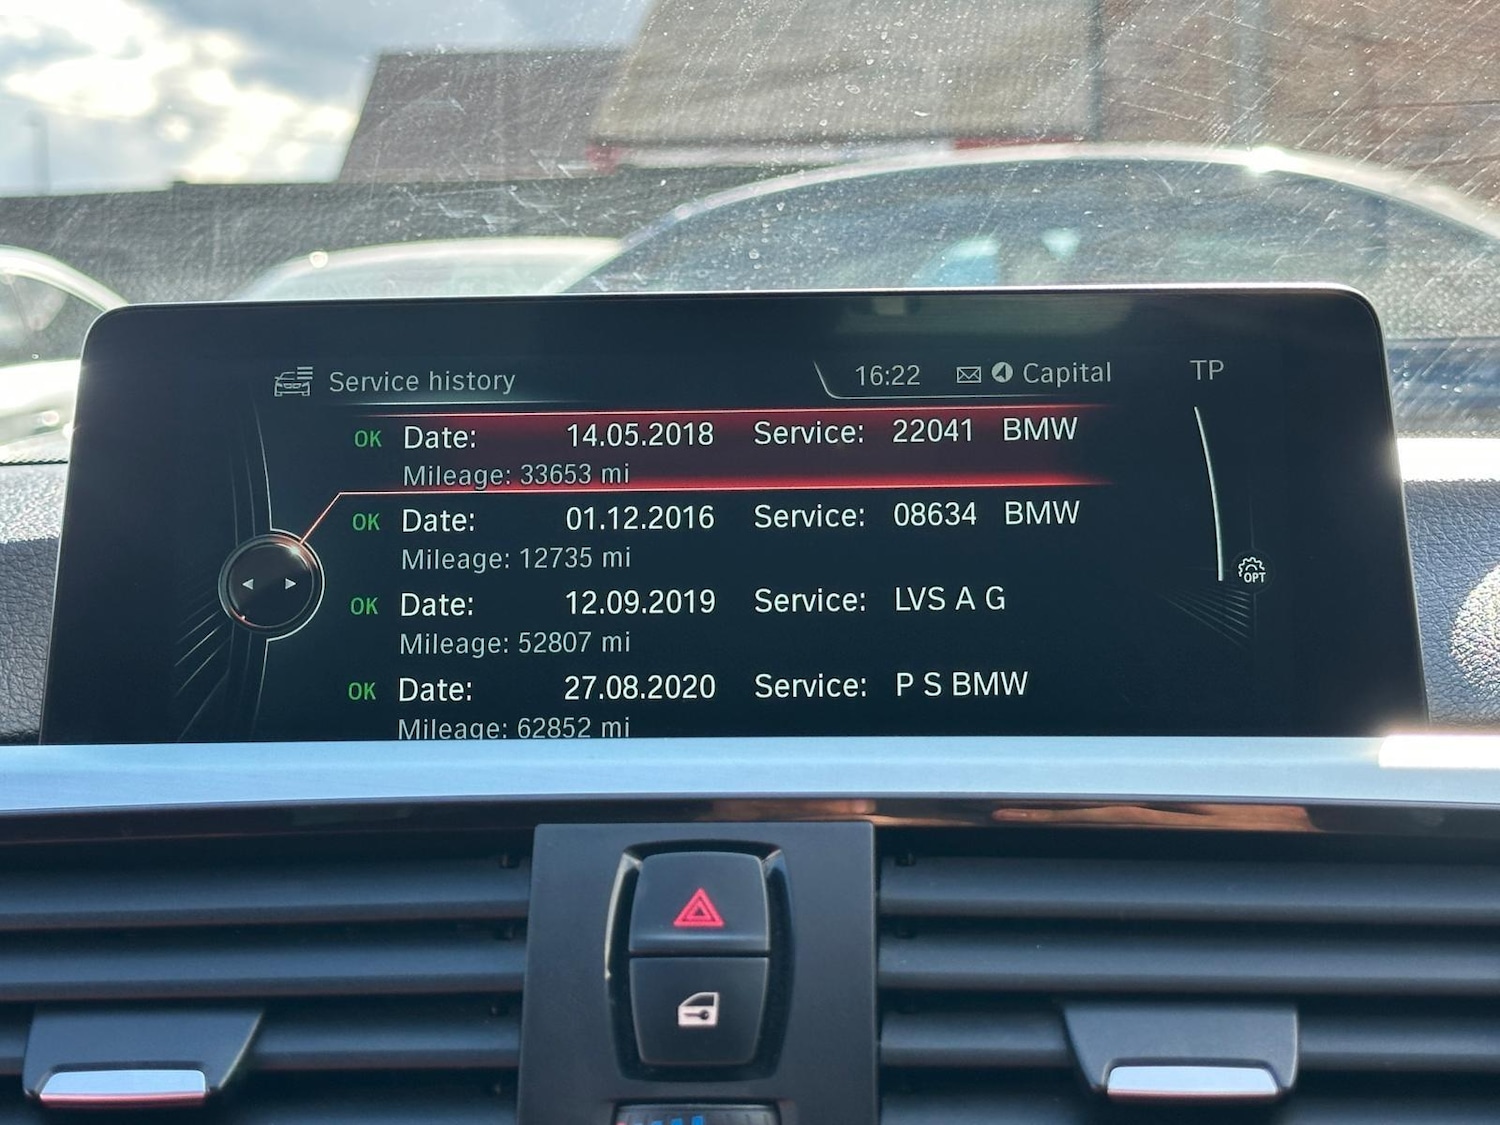 Service history 16:22 Capital TP
OK Date: 14.05.2018 Service: 22041 BMW
Mileage: 33653 mi
OK Date: 01.12.2016 Service: 08634 BMW
Mileage: 12735 mi
OK Date: 12.09.2019 Service: LVS A G
Mileage: 52807 mi
OPT
OK Date: 27.08.2020 Service: P S BMW
Mileage: 62852 mi